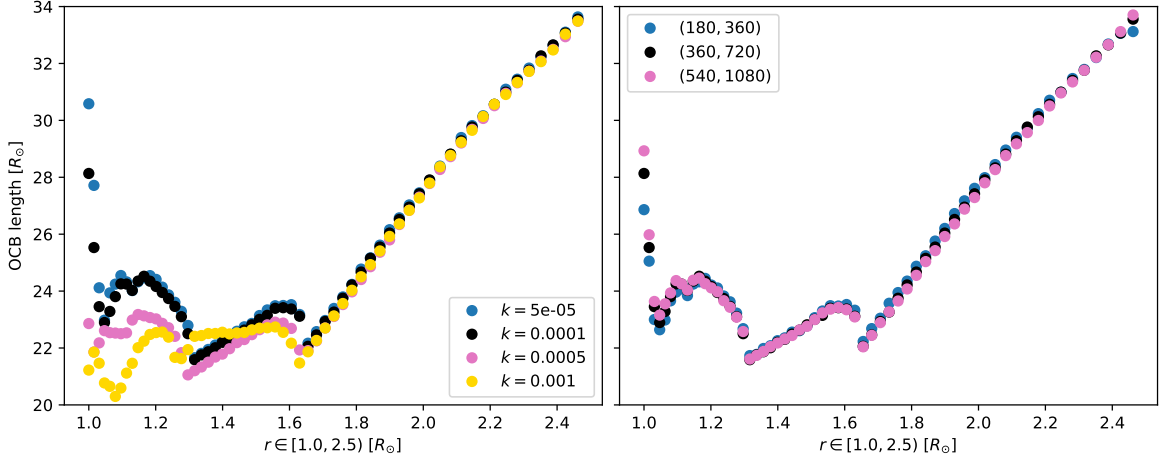 34
32
30
28
26
24
22
20
OCB length [R⊙]
k = 5e-05
k = 0.0001
k = 0.0005
k = 0.001
1.0 1.2 1.4 1.6 1.8 2.0 2.2 2.4
r ∈ [1.0, 2.5) [R⊙]
(180, 360)
(360, 720)
(540, 1080)
1.0 1.2 1.4 1.6 1.8 2.0 2.2 2.4
r ∈ [1.0, 2.5) [R⊙]